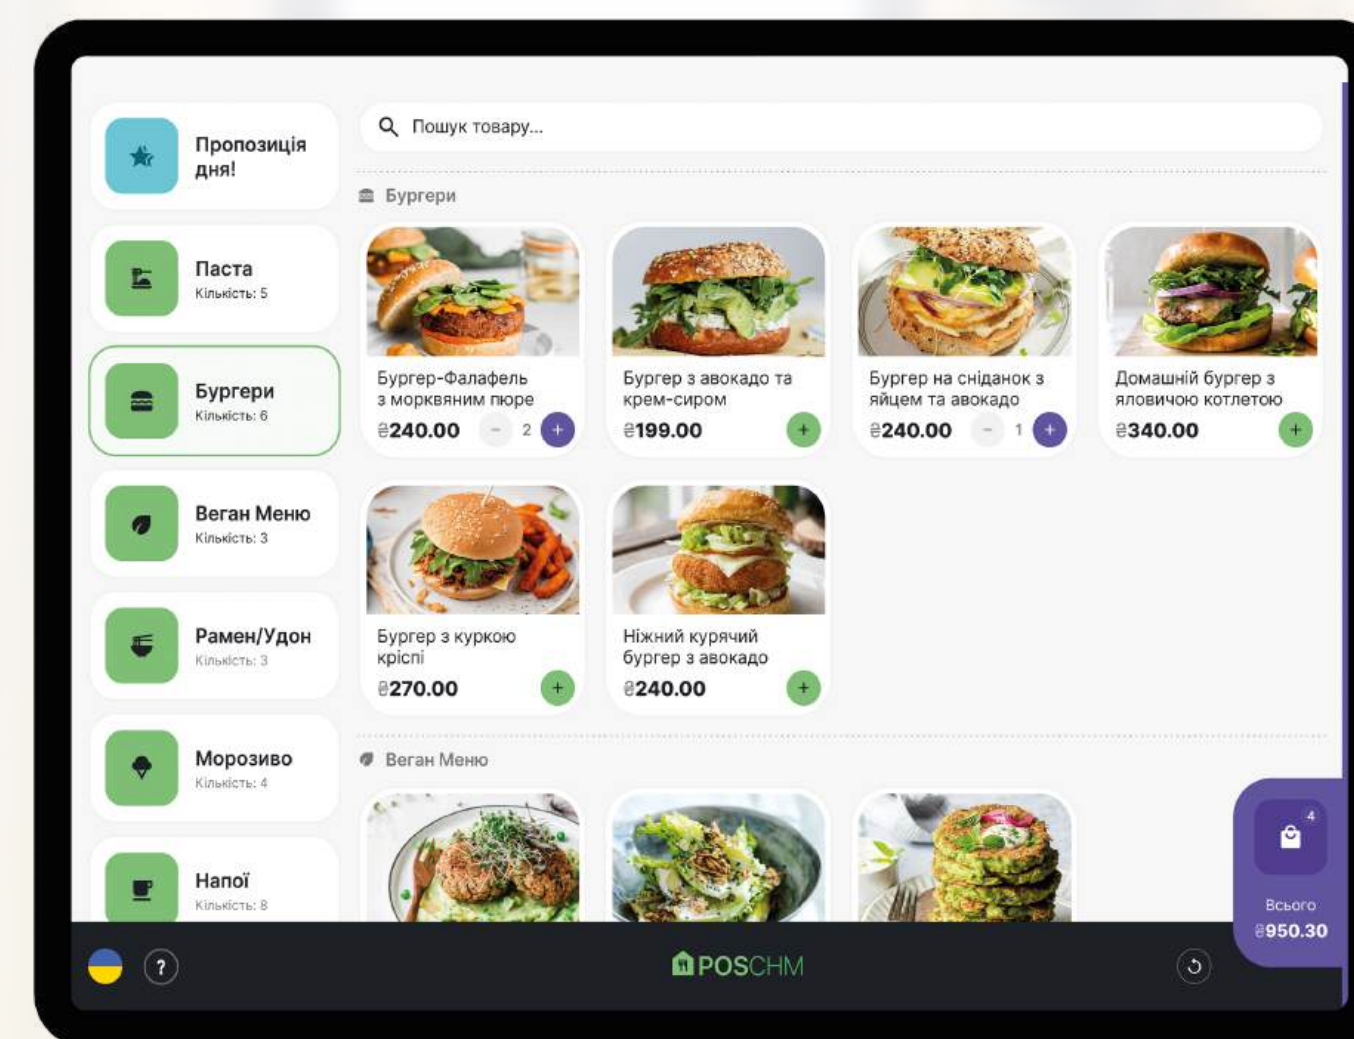 Пропозиція
дня!
Паста
Кількість: 5
Бургери
Кількість: 6
Веган Меню
Кількість: 3
Рамен/Удон
Кількість: 3
Морозиво
Кількість: 4
Напої
Кількість: 8
Пошук товару...
Бургери
Бургер-Фалафель
з морквяним пюре
₴240.00 − 2 +
Бургер з авокадо та
крем-сиром
₴199.00 +
Бургер на сніданок з
яйцем та авокадо
₴240.00 − 1 +
Домашній бургер з
яловичою котлетою
₴340.00 +
Бургер з куркою
кріспі
₴270.00 +
Ніжний курячий
бургер з авокадо
₴240.00 +
Веган Меню
4
Всього
₴950.30
?
POSCHM